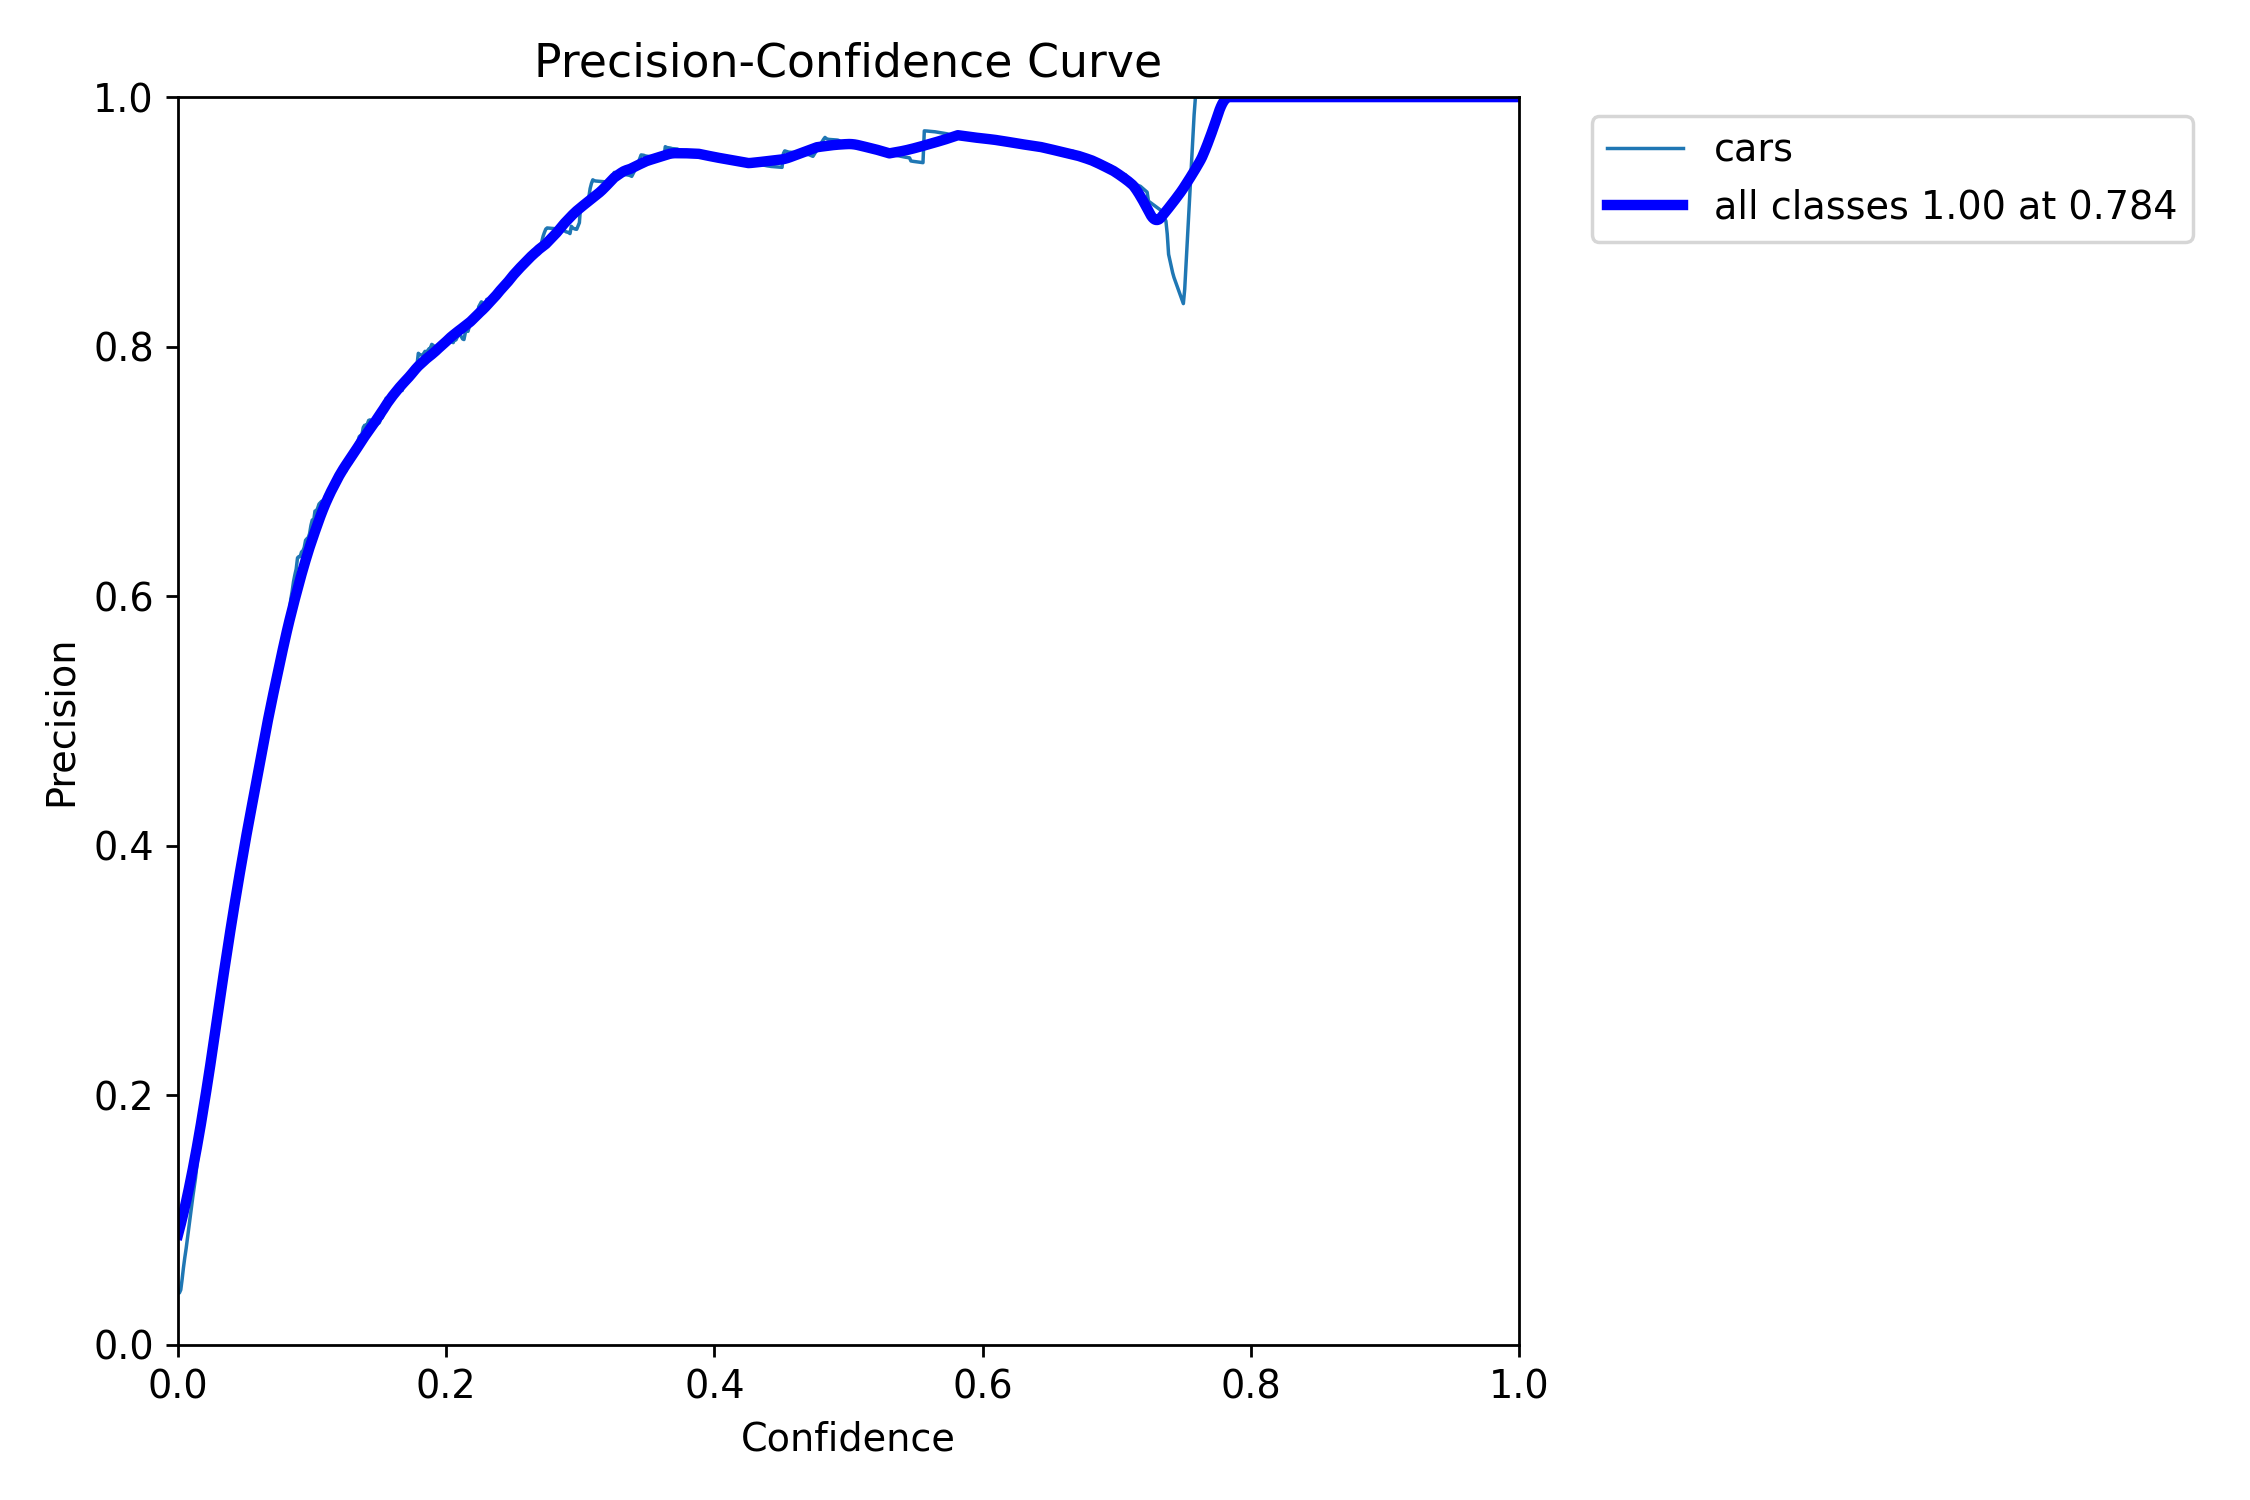 Precision-Confidence Curve
1.0
0.8
0.6
0.4
0.2
0.0
Precision
0.0 0.2 0.4 0.6 0.8 1.0
Confidence
cars
all classes 1.00 at 0.784